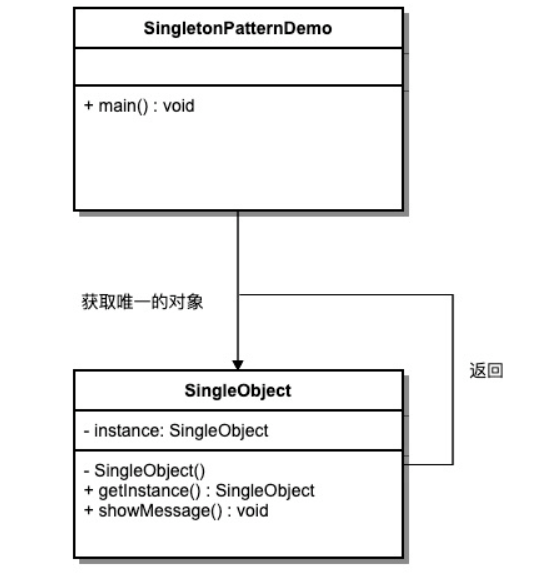 SingletonPatternDemo
+ main() : void
获取唯一的对象
返回
SingleObject
- instance: SingleObject
- SingleObject()
+ getInstance() : SingleObject
+ showMessage() : void